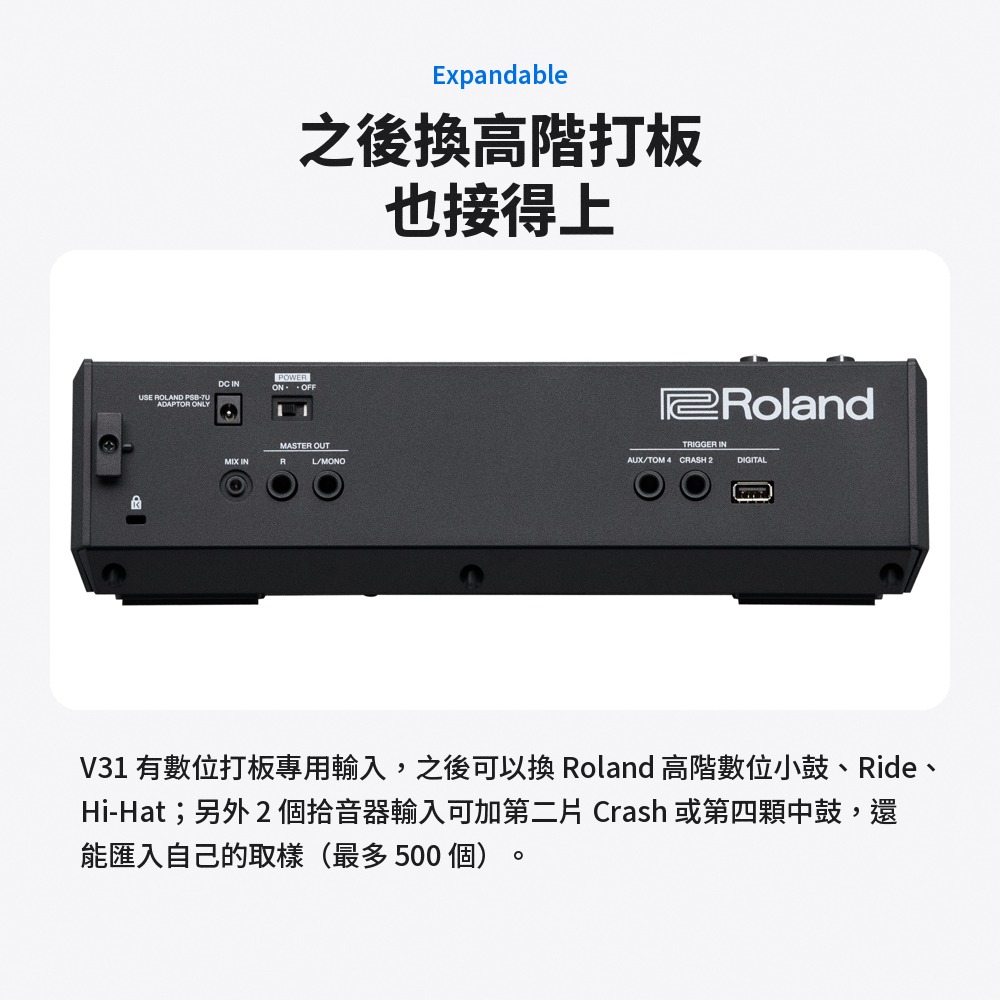 Expandable
之後換高階打板
也接得上
DC IN
POWER
ON・ ・OFF
USE ROLAND PSB-7U
ADAPTOR ONLY
Roland
MASTER OUT
MIX IN R L/MONO
TRIGGER IN
AUX/TOM 4 CRASH 2 DIGITAL
V31 有數位打板專用輸入，之後可以換 Roland 高階數位小鼓、Ride、
Hi-Hat；另外 2 個拾音器輸入可加第二片 Crash 或第四顆中鼓，還
能匯入自己的取樣（最多 500 個）。